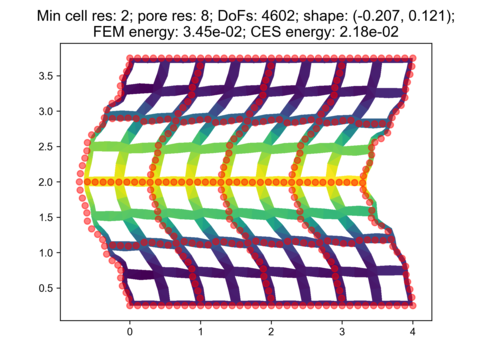 Min cell res: 2; pore res: 8; DoFs: 4602; shape: (-0.207, 0.121);
FEM energy: 3.45e-02; CES energy: 2.18e-02
3.5
3.0
2.5
2.0
1.5
1.0
0.5
0 1 2 3 4